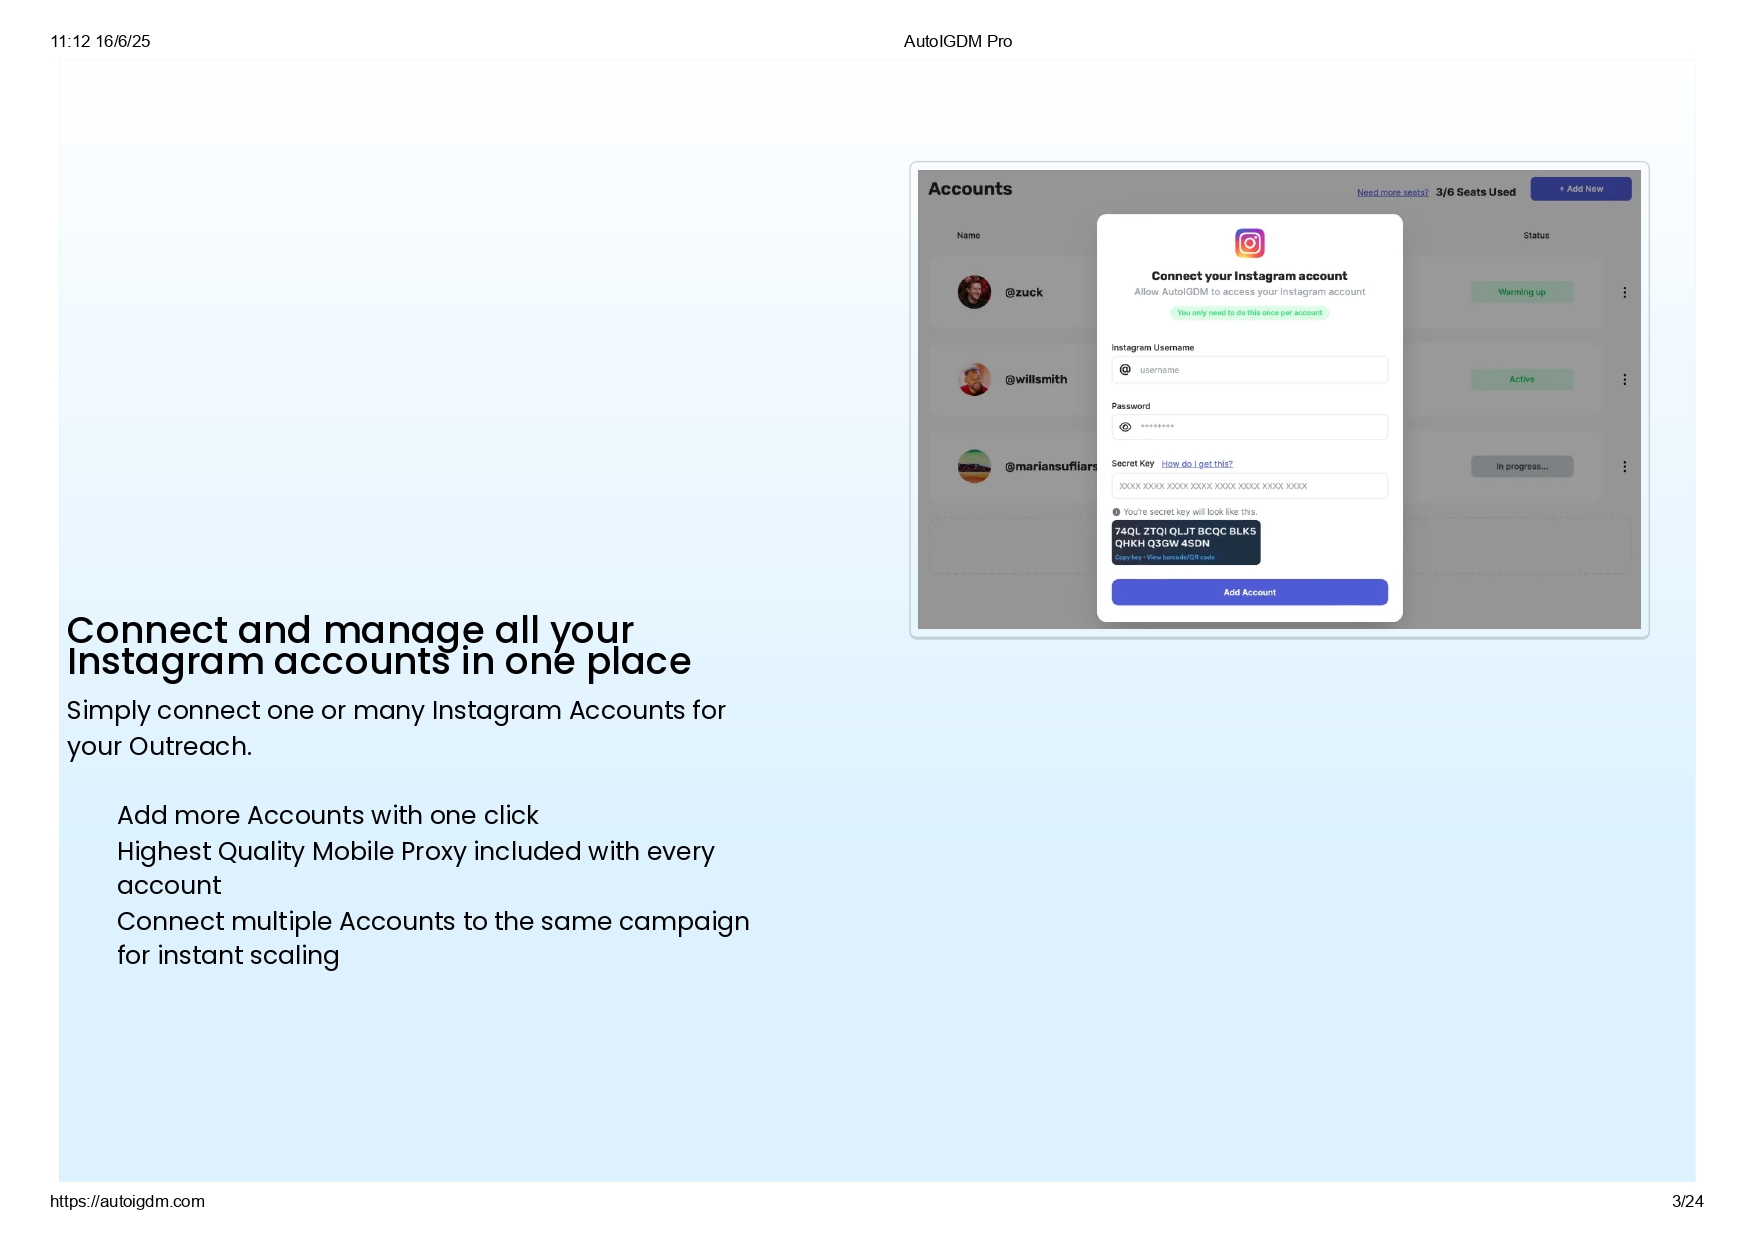 11:12 16/6/25
AutoIGDM Pro
Accounts
Need more seats?
3/6 Seats Used
+ Add New
Name
Status
@zuck
Warming up
@willsmith
Active
@mariansufliars
In progress...
Connect your Instagram account
Allow AutoIGDM to access your Instagram account
You only need to do this once per account
Instagram Username
@ username
Password
********
Secret Key How do I get this?
XXXX XXXX XXXX XXXX XXXX XXXX XXXX XXXX
You're secret key will look like this.
74QL ZTQI QLJT BCQC BLK5
QHKH Q3GW 4SDN
Copy key • View barcode/QR code
Add Account
Connect and manage all your
Instagram accounts in one place
Simply connect one or many Instagram Accounts for
your Outreach.
Add more Accounts with one click
Highest Quality Mobile Proxy included with every
account
Connect multiple Accounts to the same campaign
for instant scaling
https://autoigdm.com
3/24